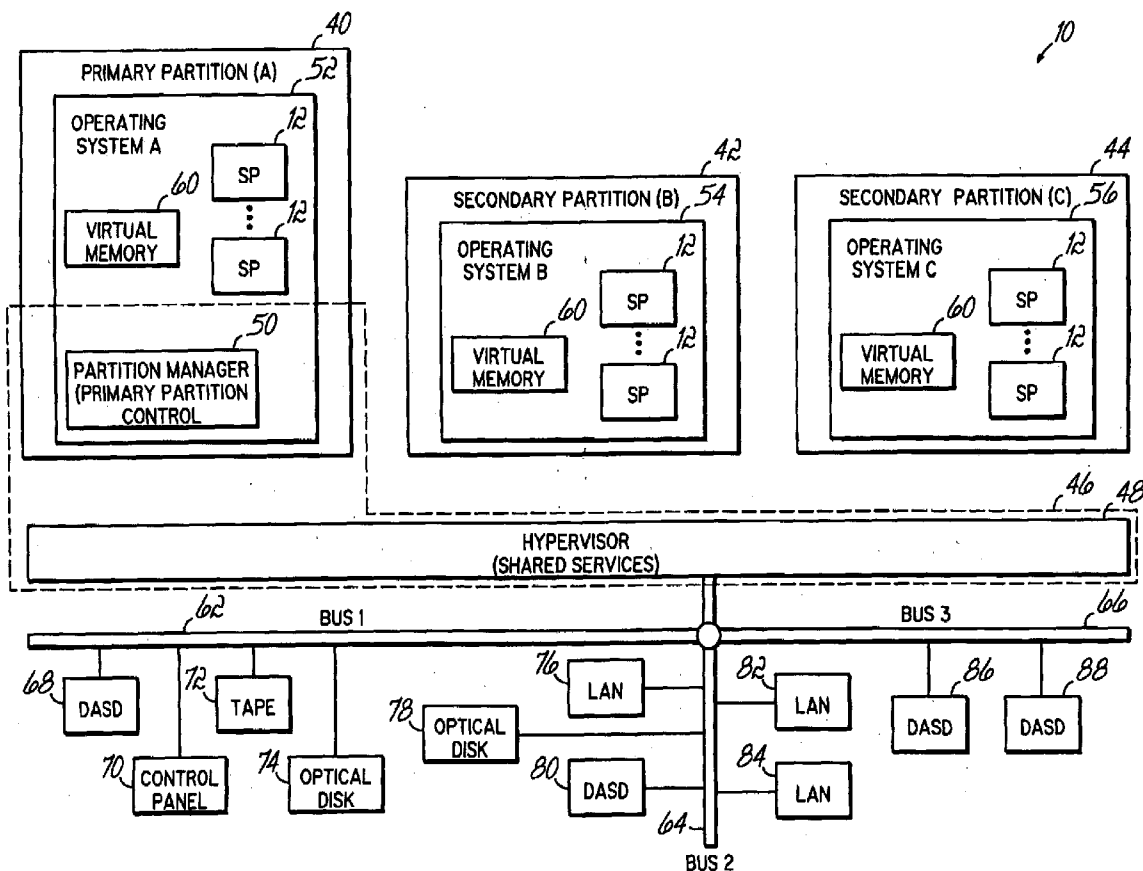 10
40
PRIMARY PARTITION (A)
52
OPERATING
SYSTEM A
12
SP
60
VIRTUAL
MEMORY
12
SP
50
PARTITION MANAGER
(PRIMARY PARTITION
CONTROL
42
SECONDARY PARTITION (B)
54
OPERATING
SYSTEM B
12
SP
60
VIRTUAL
MEMORY
12
SP
44
SECONDARY PARTITION (C)
56
OPERATING
SYSTEM C
12
SP
60
VIRTUAL
MEMORY
12
SP
46
48
HYPERVISOR
(SHARED SERVICES)
62
BUS 1
BUS 3
66
68
DASD
72
TAPE
70
CONTROL
PANEL
74
OPTICAL
DISK
76
LAN
78
OPTICAL
DISK
80
DASD
82
LAN
84
LAN
64
BUS 2
86
DASD
88
DASD